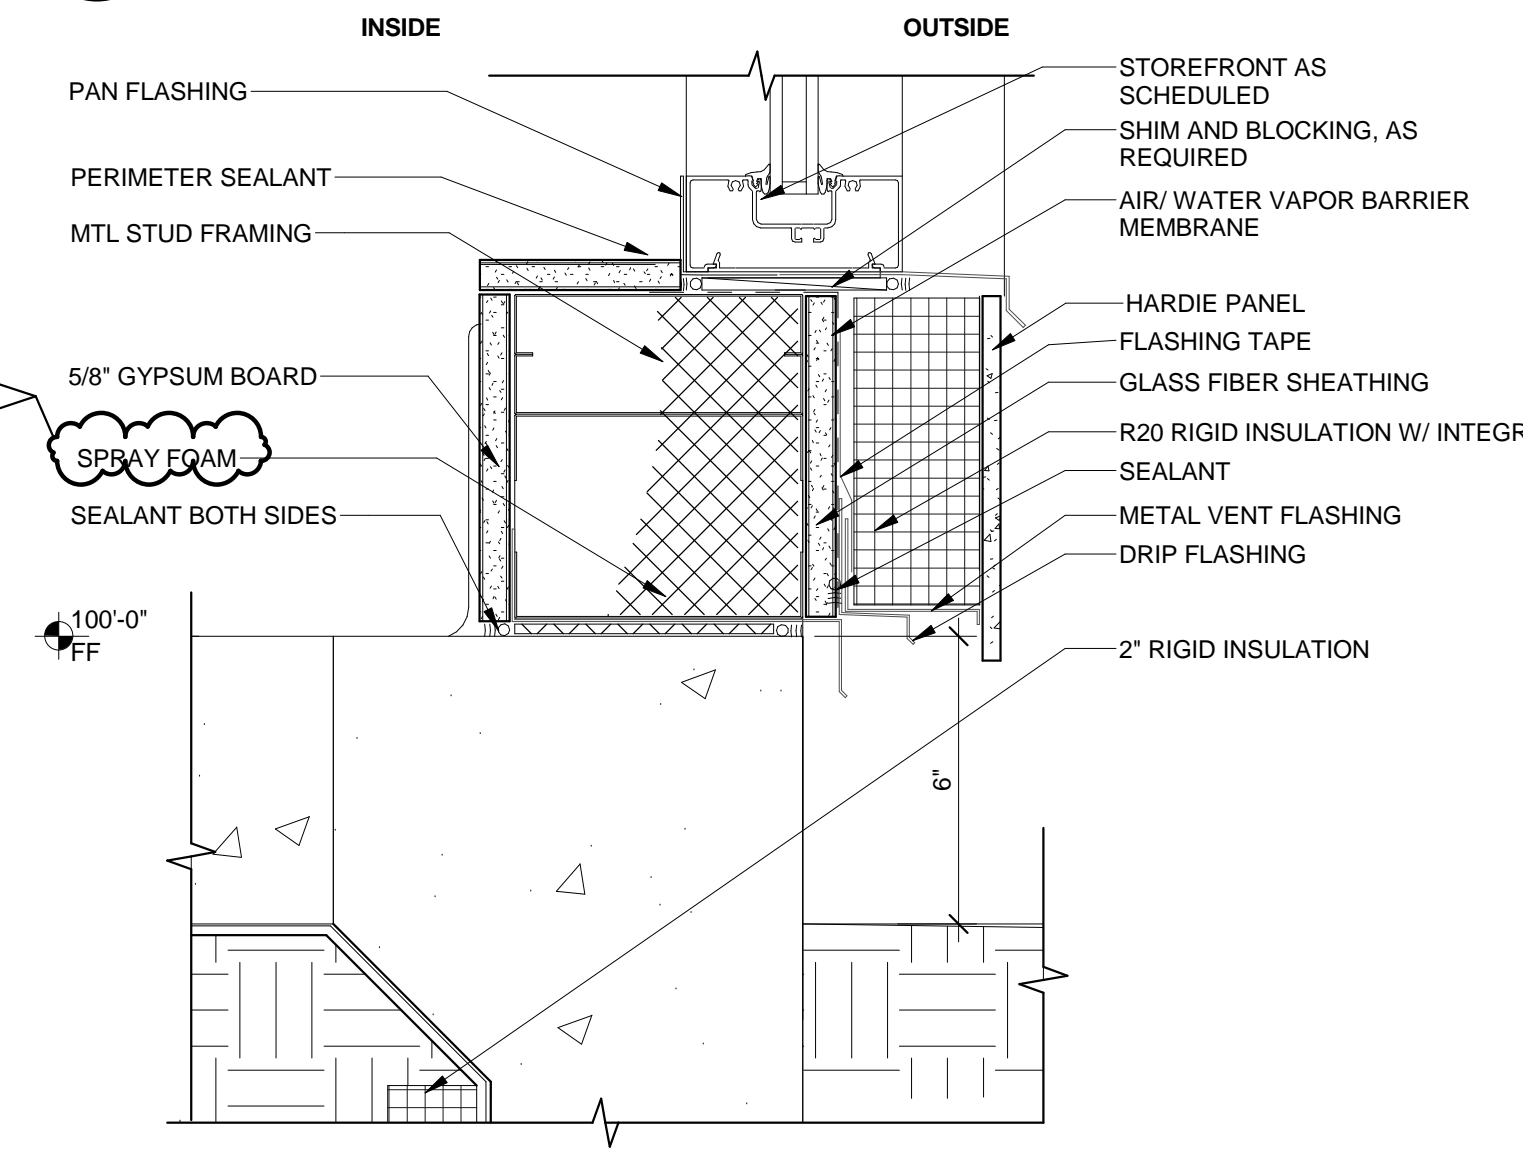 INSIDE
OUTSIDE
PAN FLASHING
PERIMETER SEALANT
MTL STUD FRAMING
5/8" GYPSUM BOARD
SPRAY FOAM
SEALANT BOTH SIDES
100'-0"
FF
STOREFRONT AS
SCHEDULED
SHIM AND BLOCKING, AS
REQUIRED
AIR/ WATER VAPOR BARRIER
MEMBRANE
HARDIE PANEL
FLASHING TAPE
GLASS FIBER SHEATHING
R20 RIGID INSULATION W/ INTEGR
SEALANT
METAL VENT FLASHING
DRIP FLASHING
2" RIGID INSULATION
6"